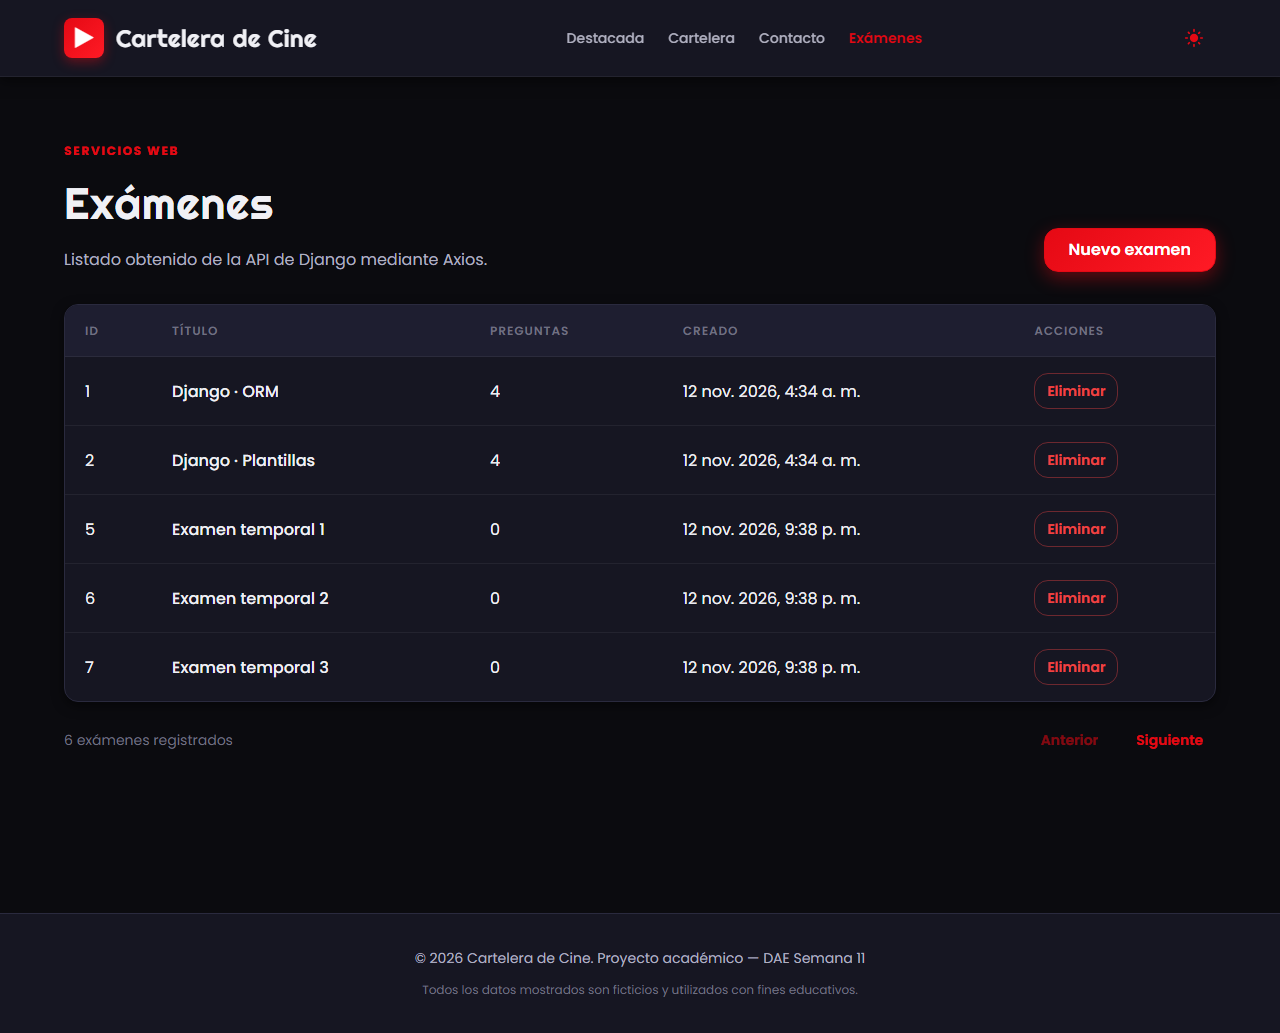 Cartelera de Cine
Destacada Cartelera Contacto Exámenes
SERVICIOS WEB
Exámenes
Listado obtenido de la API de Django mediante Axios.
Nuevo examen
ID TÍTULO PREGUNTAS CREADO ACCIONES
1 Django · ORM 4 12 nov. 2026, 4:34 a. m. Eliminar
2 Django · Plantillas 4 12 nov. 2026, 4:34 a. m. Eliminar
5 Examen temporal 1 0 12 nov. 2026, 9:38 p. m. Eliminar
6 Examen temporal 2 0 12 nov. 2026, 9:38 p. m. Eliminar
7 Examen temporal 3 0 12 nov. 2026, 9:38 p. m. Eliminar
6 exámenes registrados Anterior Siguiente
© 2026 Cartelera de Cine. Proyecto académico — DAE Semana 11
Todos los datos mostrados son ficticios y utilizados con fines educativos.